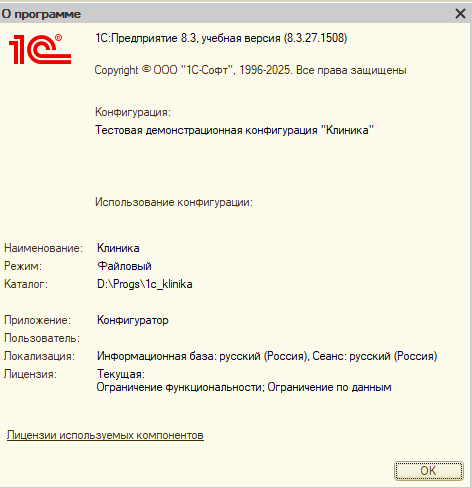 О программе
1С®
1С:Предприятие 8.3, учебная версия (8.3.27.1508)
Copyright © ООО "1С-Софт", 1996-2025. Все права защищены
Конфигурация:
Тестовая демонстрационная конфигурация "Клиника"
Использование конфигурации:
Наименование: Клиника
Режим: Файловый
Каталог: D:\Progs\1c_klinika
Приложение: Конфигуратор
Пользователь:
Локализация: Информационная база: русский (Россия), Сеанс: русский (Россия)
Лицензия: Текущая:
Ограничение функциональности; Ограничение по данным
Лицензии используемых компонентов
OK